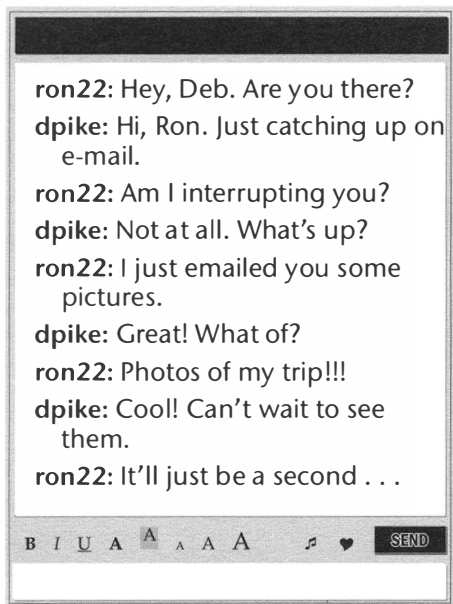 ron22: Hey, Deb. Are you there?
dpike: Hi, Ron. Just catching up on
e-mail.
ron22: Am I interrupting you?
dpike: Not at all. What's up?
ron22: I just emailed you some
pictures.
dpike: Great! What of?
ron22: Photos of my trip!!!
dpike: Cool! Can't wait to see
them.
ron22: It'll just be a second . . .
B I U A A A A A SEND